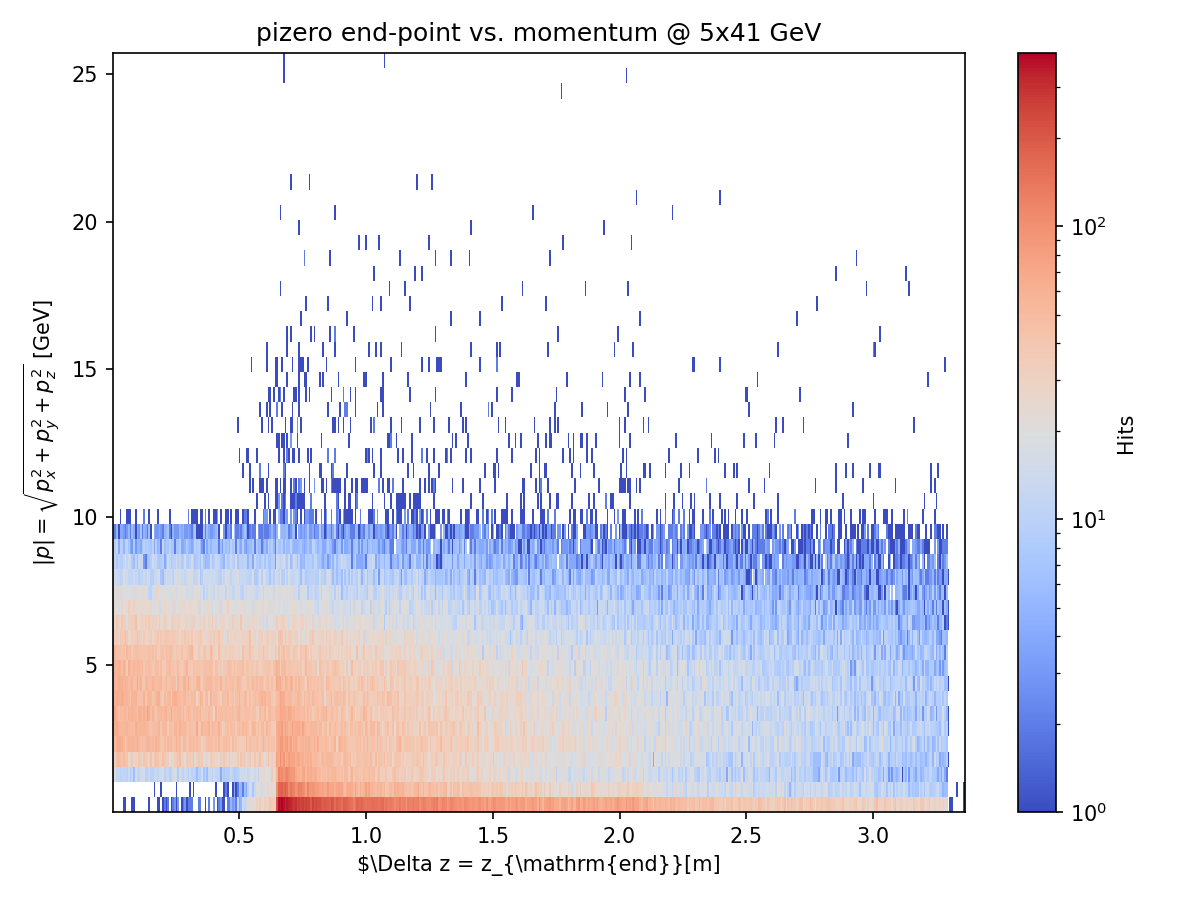 pizero end-point vs. momentum @ 5x41 GeV
25
20
15
10
5
|p| = √p_x^2 + p_y^2 + p_z^2 [GeV]
0.5 1.0 1.5 2.0 2.5 3.0
$\Delta z = z_{\mathrm{end}}[m]
10^2
10^1
10^0
Hits